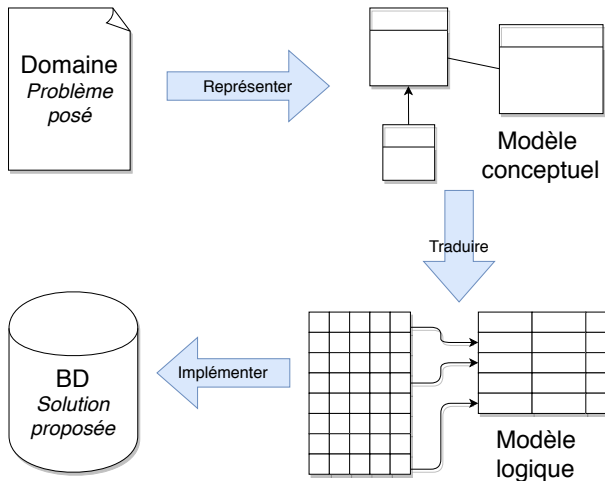 Domaine
Problème
posé
Représenter
Modèle
conceptuel
Traduire
BD
Solution
proposée
Implémenter
Modèle
logique